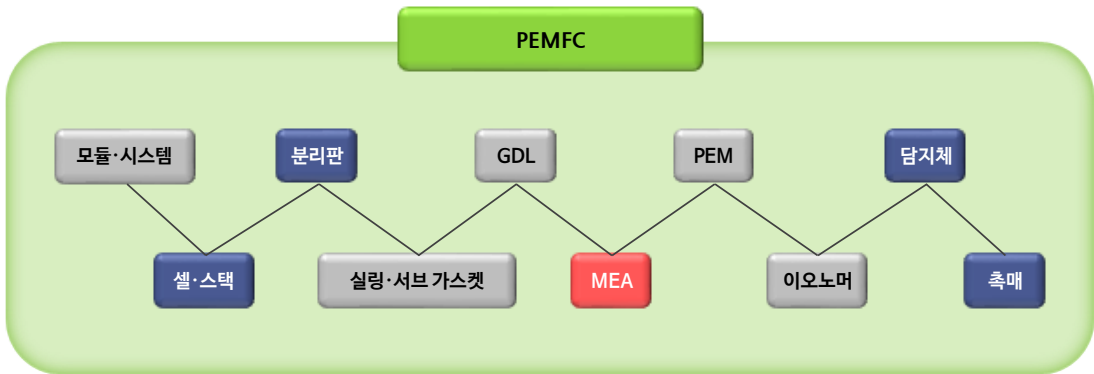 PEMFC
모듈·시스템
분리판
GDL
PEM
담지체
셀·스택
실링·서브 가스켓
MEA
이오노머
촉매